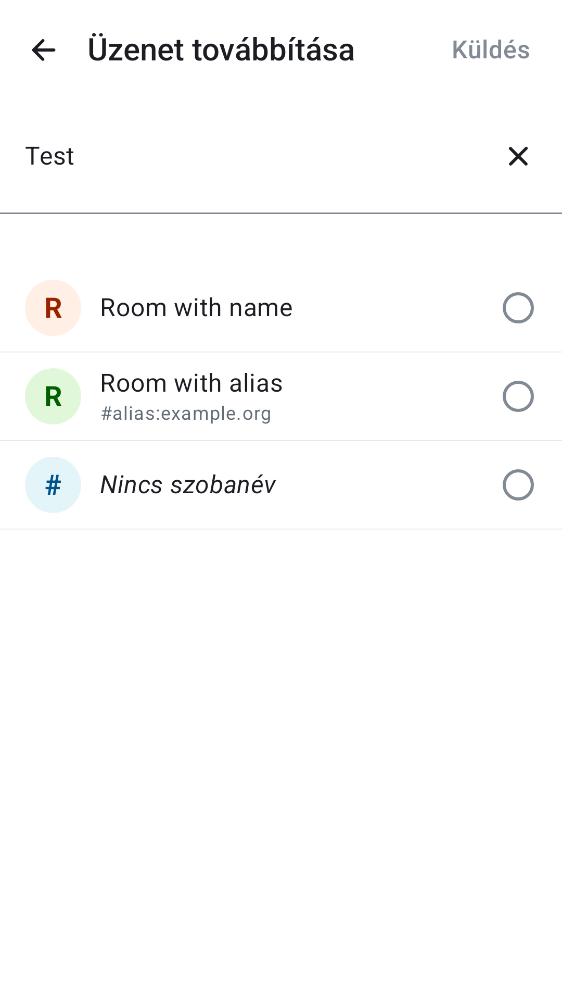 Üzenet továbbítása
Küldés
Test
R
Room with name
R
Room with alias
#alias:example.org
#
Nincs szobanév